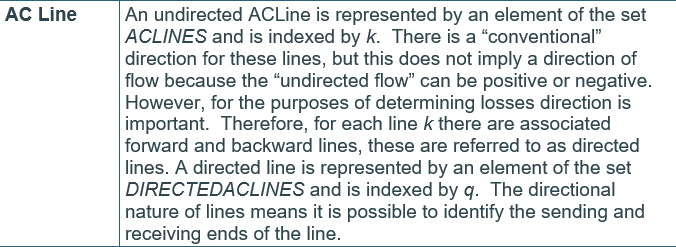 AC Line
An undirected ACLine is represented by an element of the set
ACLINES and is indexed by k.  There is a “conventional”
direction for these lines, but this does not imply a direction of
flow because the “undirected flow” can be positive or negative.
However, for the purposes of determining losses direction is
important.  Therefore, for each line k there are associated
forward and backward lines, these are referred to as directed
lines. A directed line is represented by an element of the set
DIRECTEDACLINES and is indexed by q.  The directional
nature of lines means it is possible to identify the sending and
receiving ends of the line.